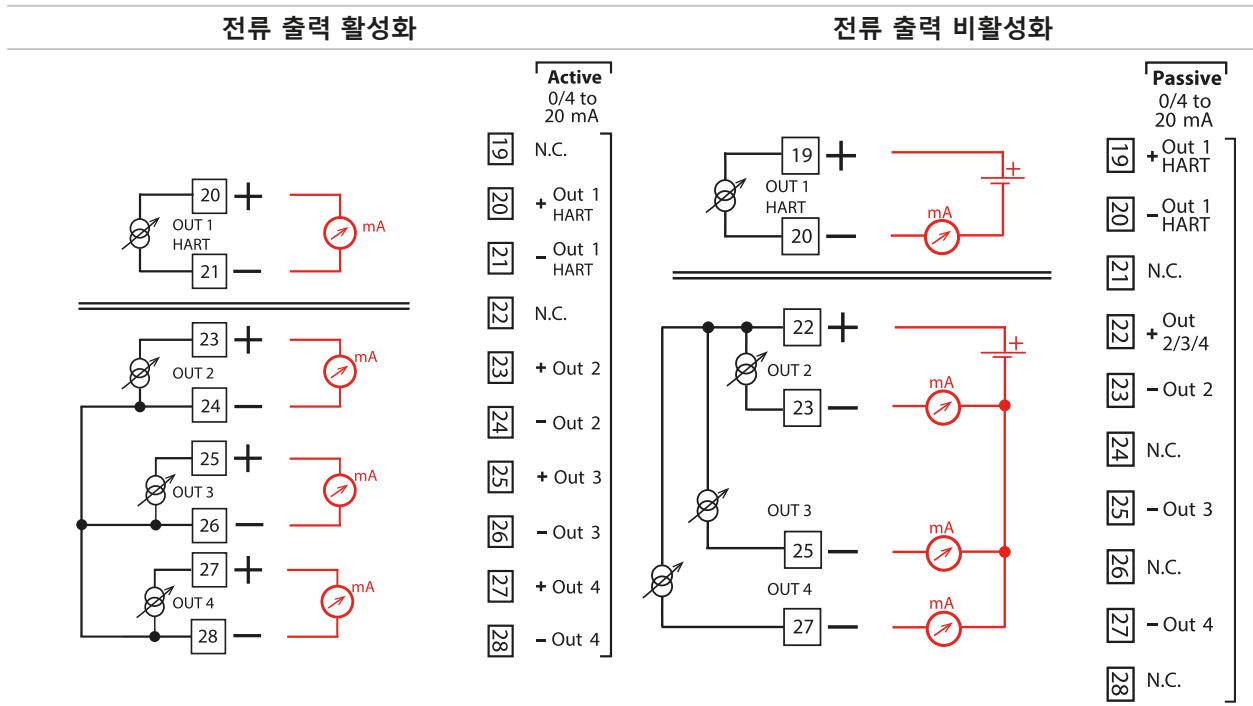 전류 출력 활성화
전류 출력 비활성화
20
+
OUT 1
HART
mA
21
−
23
+
OUT 2
mA
24
−
25
+
OUT 3
mA
26
−
27
+
OUT 4
mA
28
−
Active
0/4 to
20 mA
19 N.C.
20 + Out 1
HART
21 − Out 1
HART
22 N.C.
23 + Out 2
24 − Out 2
25 + Out 3
26 − Out 3
27 + Out 4
28 − Out 4
19
+
+
OUT 1
HART
mA
20
−
22
+
+
OUT 2
mA
23
−
OUT 3
mA
25
−
OUT 4
mA
27
−
Passive
0/4 to
20 mA
19 + Out 1
HART
20 − Out 1
HART
21 N.C.
22 + Out
2/3/4
23 − Out 2
24 N.C.
25 − Out 3
26 N.C.
27 − Out 4
28 N.C.